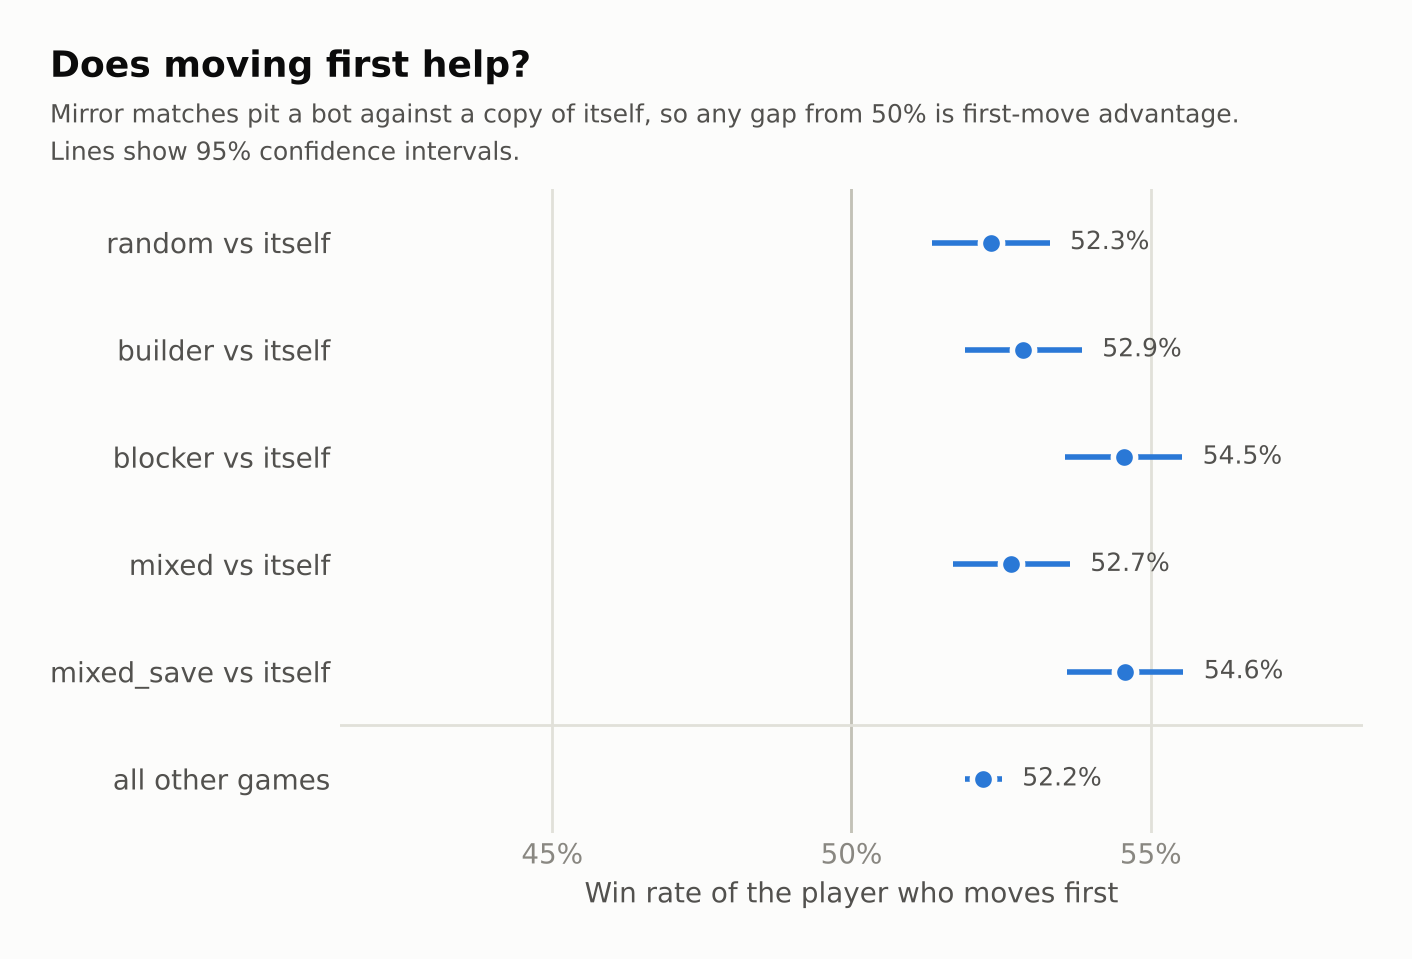 Does moving first help?
Mirror matches pit a bot against a copy of itself, so any gap from 50% is first-move advantage.
Lines show 95% confidence intervals.
random vs itself 52.3%
builder vs itself 52.9%
blocker vs itself 54.5%
mixed vs itself 52.7%
mixed_save vs itself 54.6%
all other games 52.2%
45% 50% 55%
Win rate of the player who moves first